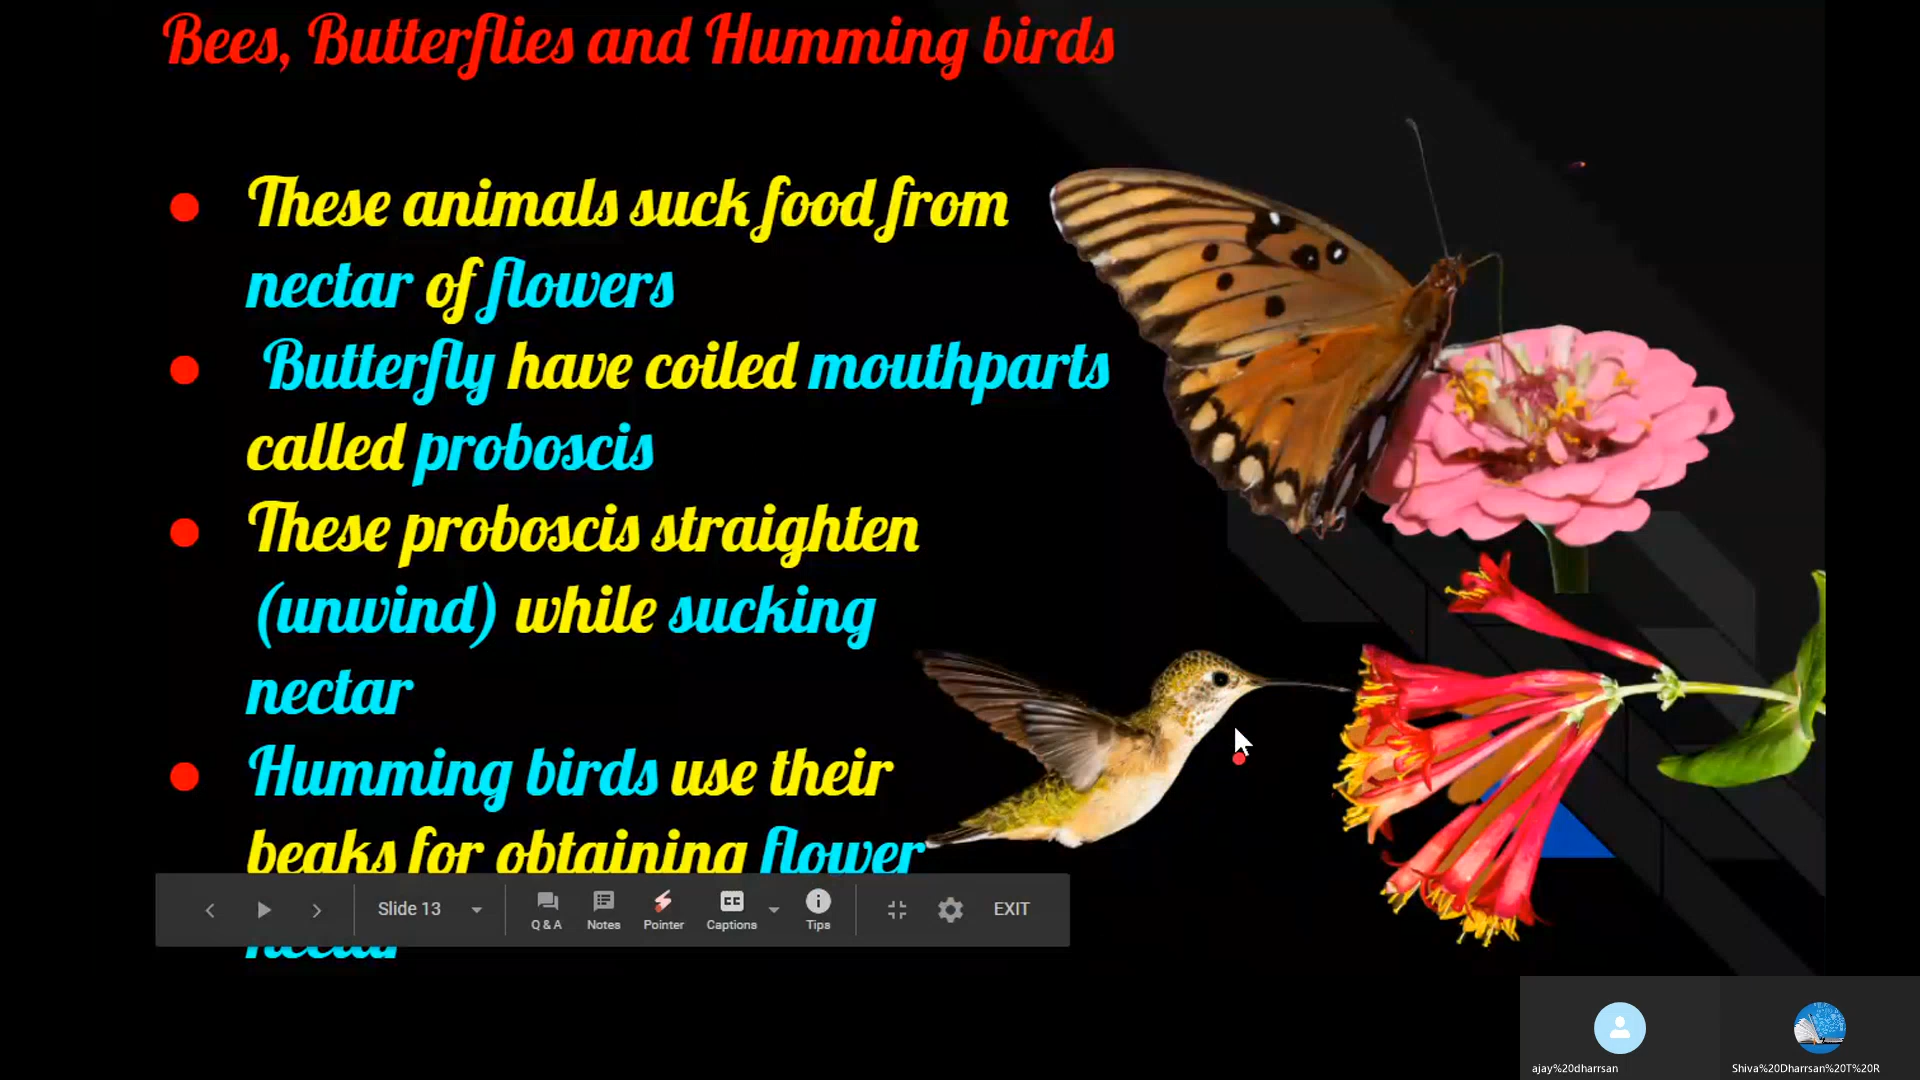 Bees, Butterflies and Humming birds
These animals suck food from
nectar of flowers
Butterfly have coiled mouthparts
called proboscis
These proboscis straighten
(unwind) while sucking
nectar
Humming birds use their
beaks for obtaining flower
nectar
Slide 13
Q & A
Notes
Pointer
CC
Captions
Tips
EXIT
ajay%20dharrsan
Shiva%20Dharrsan%20T%20R